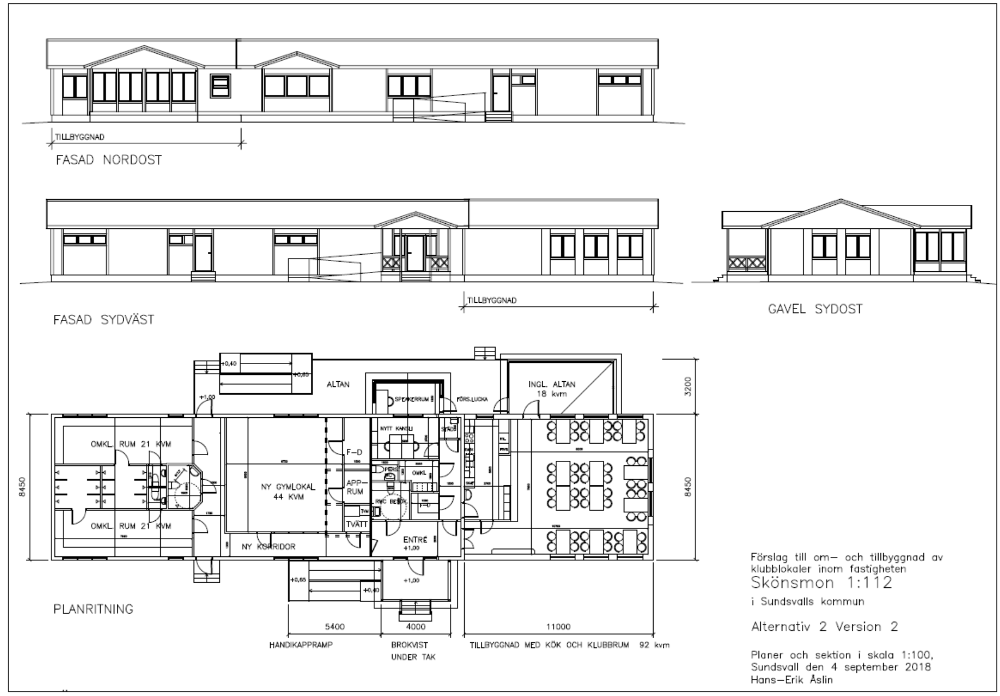 TILLBYGGNAD
FASAD NORDOST
TILLBYGGNAD
FASAD SYDVÄST
GAVEL SYDOST
+0,40
+0,65
ALTAN
+1,00
SPEAKERRUM
FÖRS.LUCKA
INGL. ALTAN
18 kvm
3200
OMKL. RUM 21 KVM
NYTT KANSLI
STÄD
F-D
8450
NY GYMLOKAL
44 KVM
APP-
RUM
PERS.
WC
OMKL
RWC BESÖK.
F-D
TVM
TVÄTT
8450
OMKL. RUM 21 KVM
NY KORRIDOR
ENTRÉ
+1.00
+0,65
+0,40
+1,00
PLANRITNING
5400
4000
11000
HANDIKAPPRAMP
BROKVIST
UNDER TAK
TILLBYGGNAD MED KÖK OCH KLUBBRUM 92 kvm
Förslag till om- och tillbyggnad av
klubblokaler inom fastigheten
Skönsmon 1:112
i Sundsvalls kommun
Alternativ 2 Version 2
Planer och sektion i skala 1:100,
Sundsvall den 4 september 2018
Hans-Erik Åslin